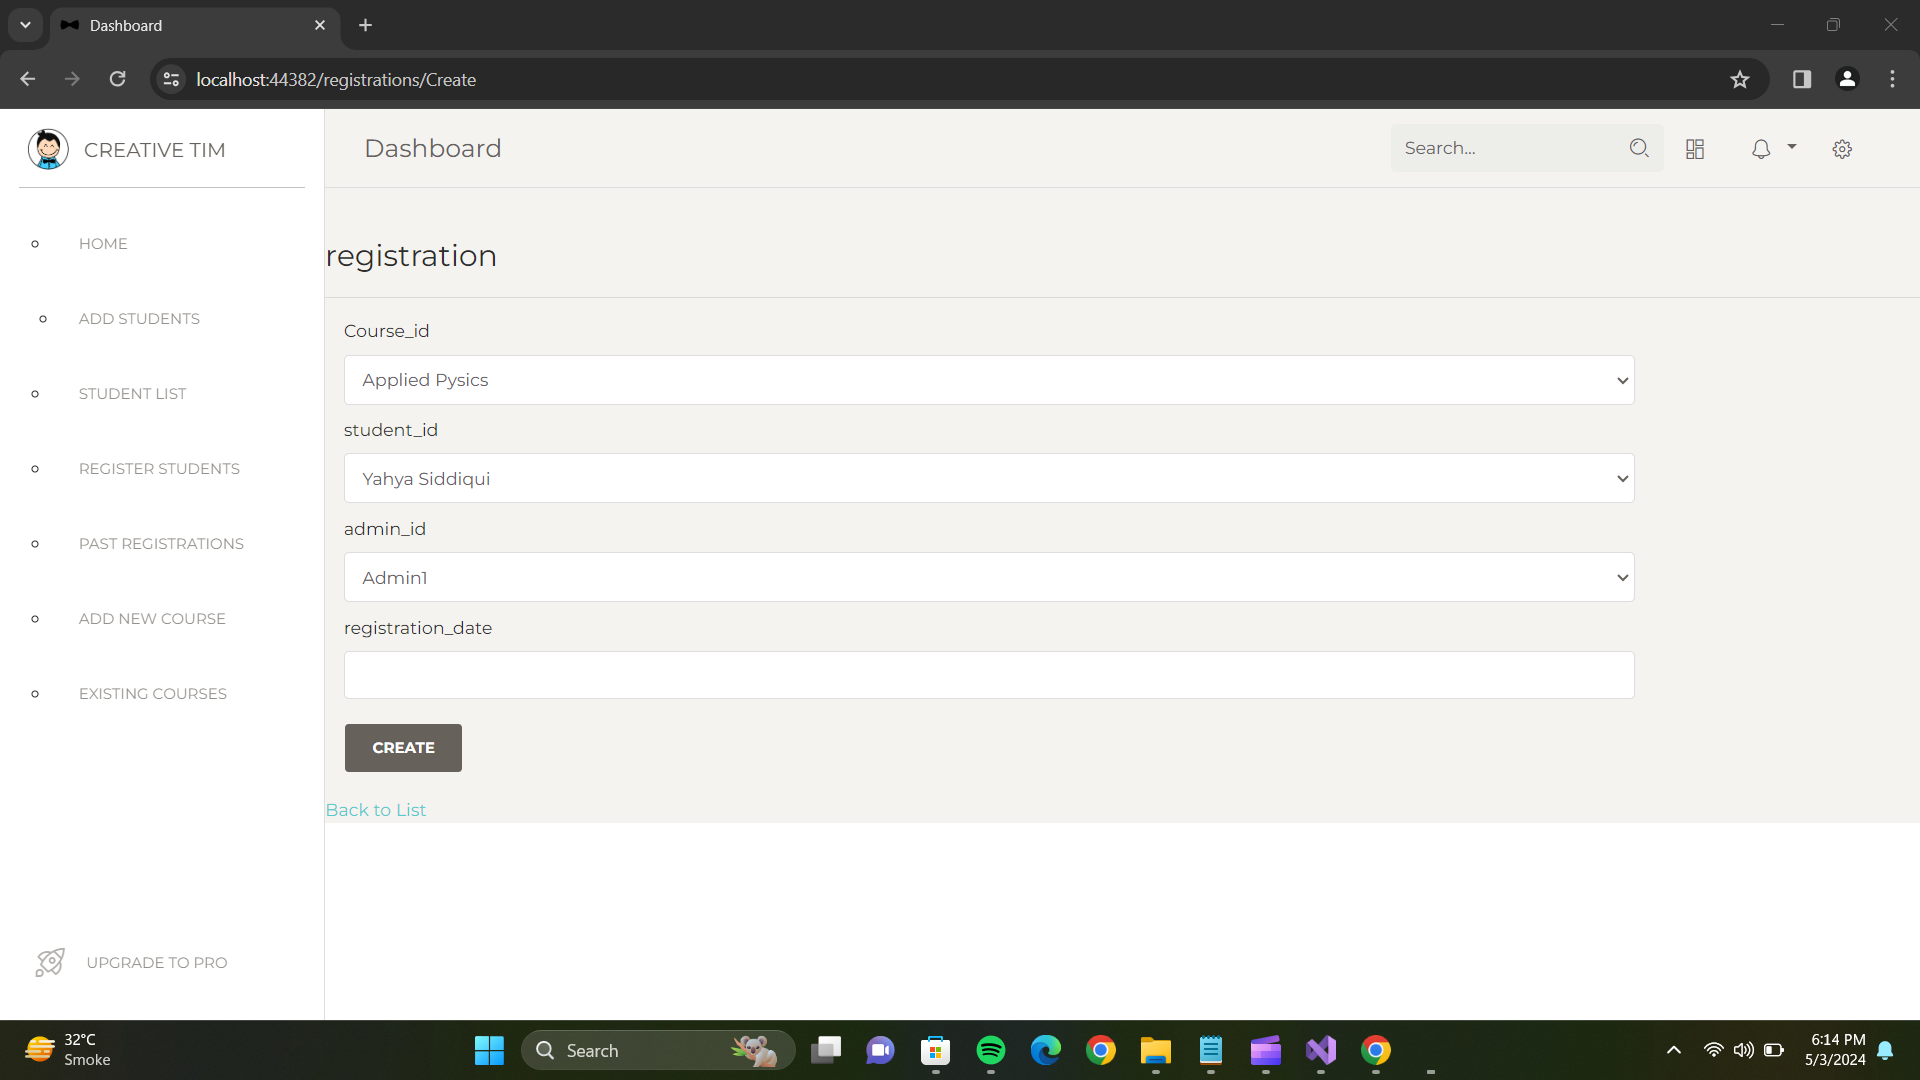 Dashboard
localhost:44382/registrations/Create
CREATIVE TIM
Dashboard
Search...
HOME
ADD STUDENTS
STUDENT LIST
REGISTER STUDENTS
PAST REGISTRATIONS
ADD NEW COURSE
EXISTING COURSES
UPGRADE TO PRO
registration
Course_id
Applied Pysics
student_id
Yahya Siddiqui
admin_id
Admin1
registration_date
CREATE
Back to List
32°C
Smoke
Search
6:14 PM
5/3/2024